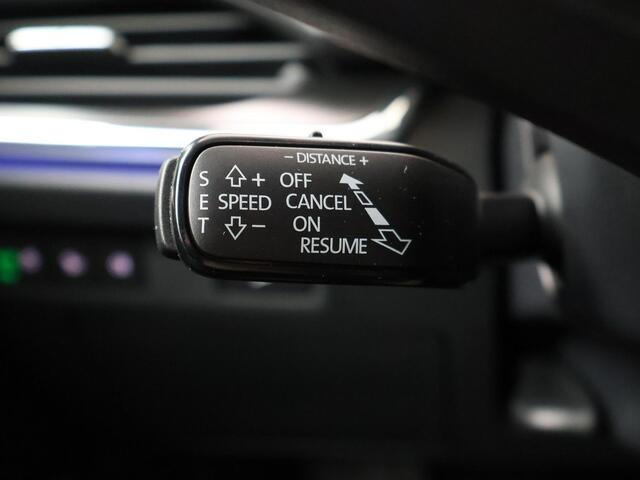 − DISTANCE +
S + OFF
E SPEED CANCEL
T − ON
RESUME